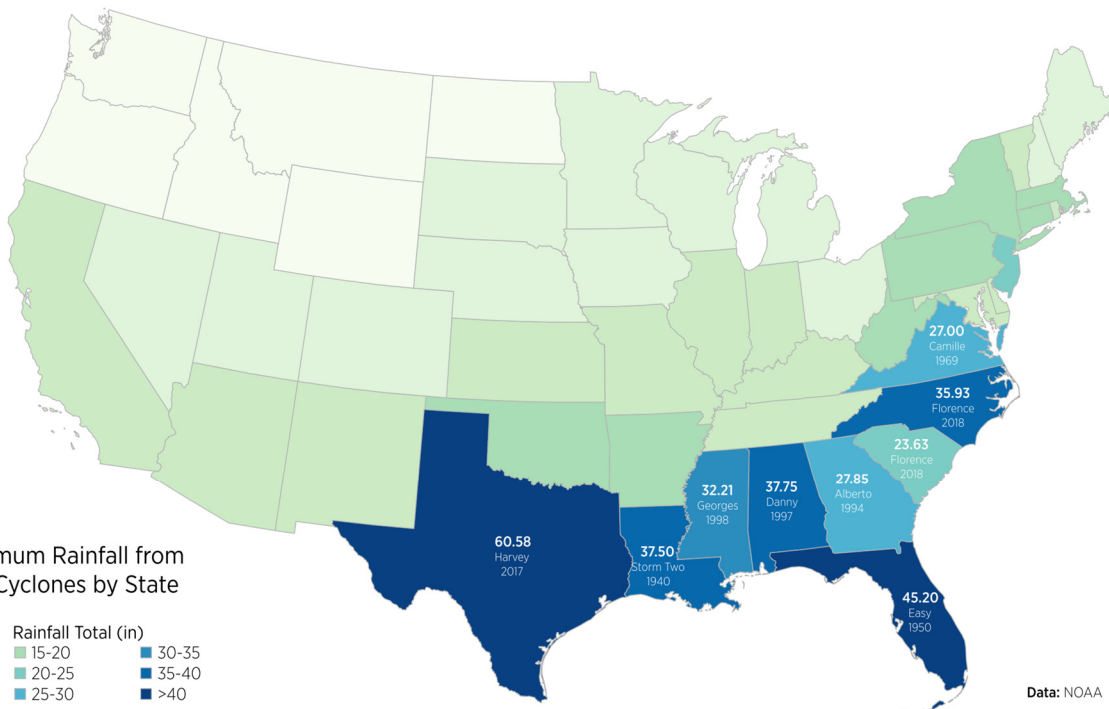 27.00
Camille
1969
35.93
Florence
2018
23.63
Florence
2018
32.21
Georges
1998
37.75
Danny
1997
27.85
Alberto
1994
60.58
Harvey
2017
37.50
Storm Two
1940
45.20
Easy
1950
mum Rainfall from
Cyclones by State
Rainfall Total (in)
15-20
20-25
25-30
30-35
35-40
>40
Data: NOAA